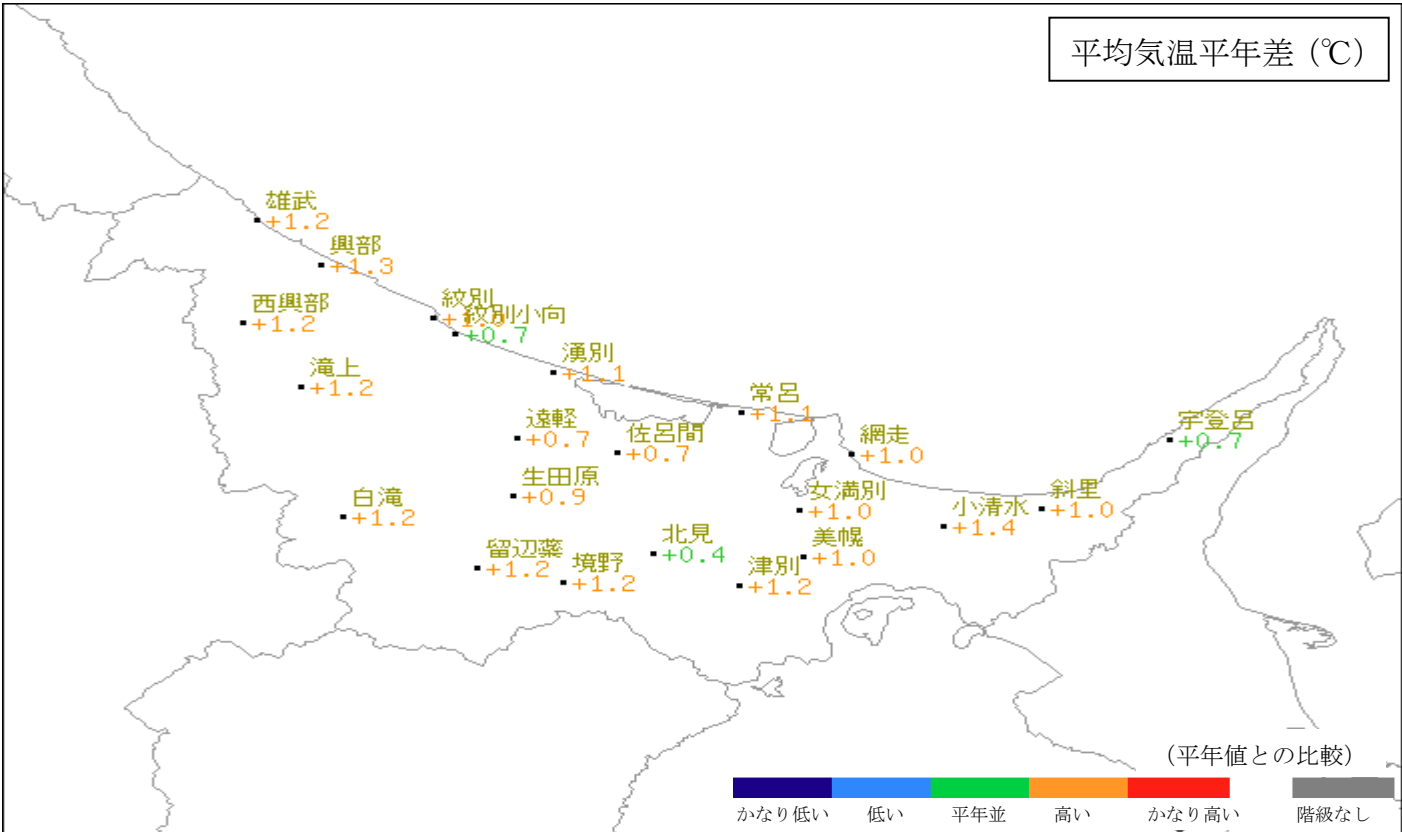 平均気温平年差（℃）
雄武
+1.2
興部
+1.3
西興部
+1.2
紋別
+1.0
紋別小向
+0.7
滝上
+1.2
湧別
+1.1
常呂
+1.1
遠軽
+0.7
佐呂間
+0.7
網走
+1.0
宇登呂
+0.7
生田原
+0.9
白滝
+1.2
女満別
+1.0
小清水
+1.4
斜里
+1.0
留辺蘂
+1.2
境野
+1.2
北見
+0.4
美幌
+1.0
津別
+1.2
（平年値との比較）
かなり低い 低い 平年並 高い かなり高い 階級なし